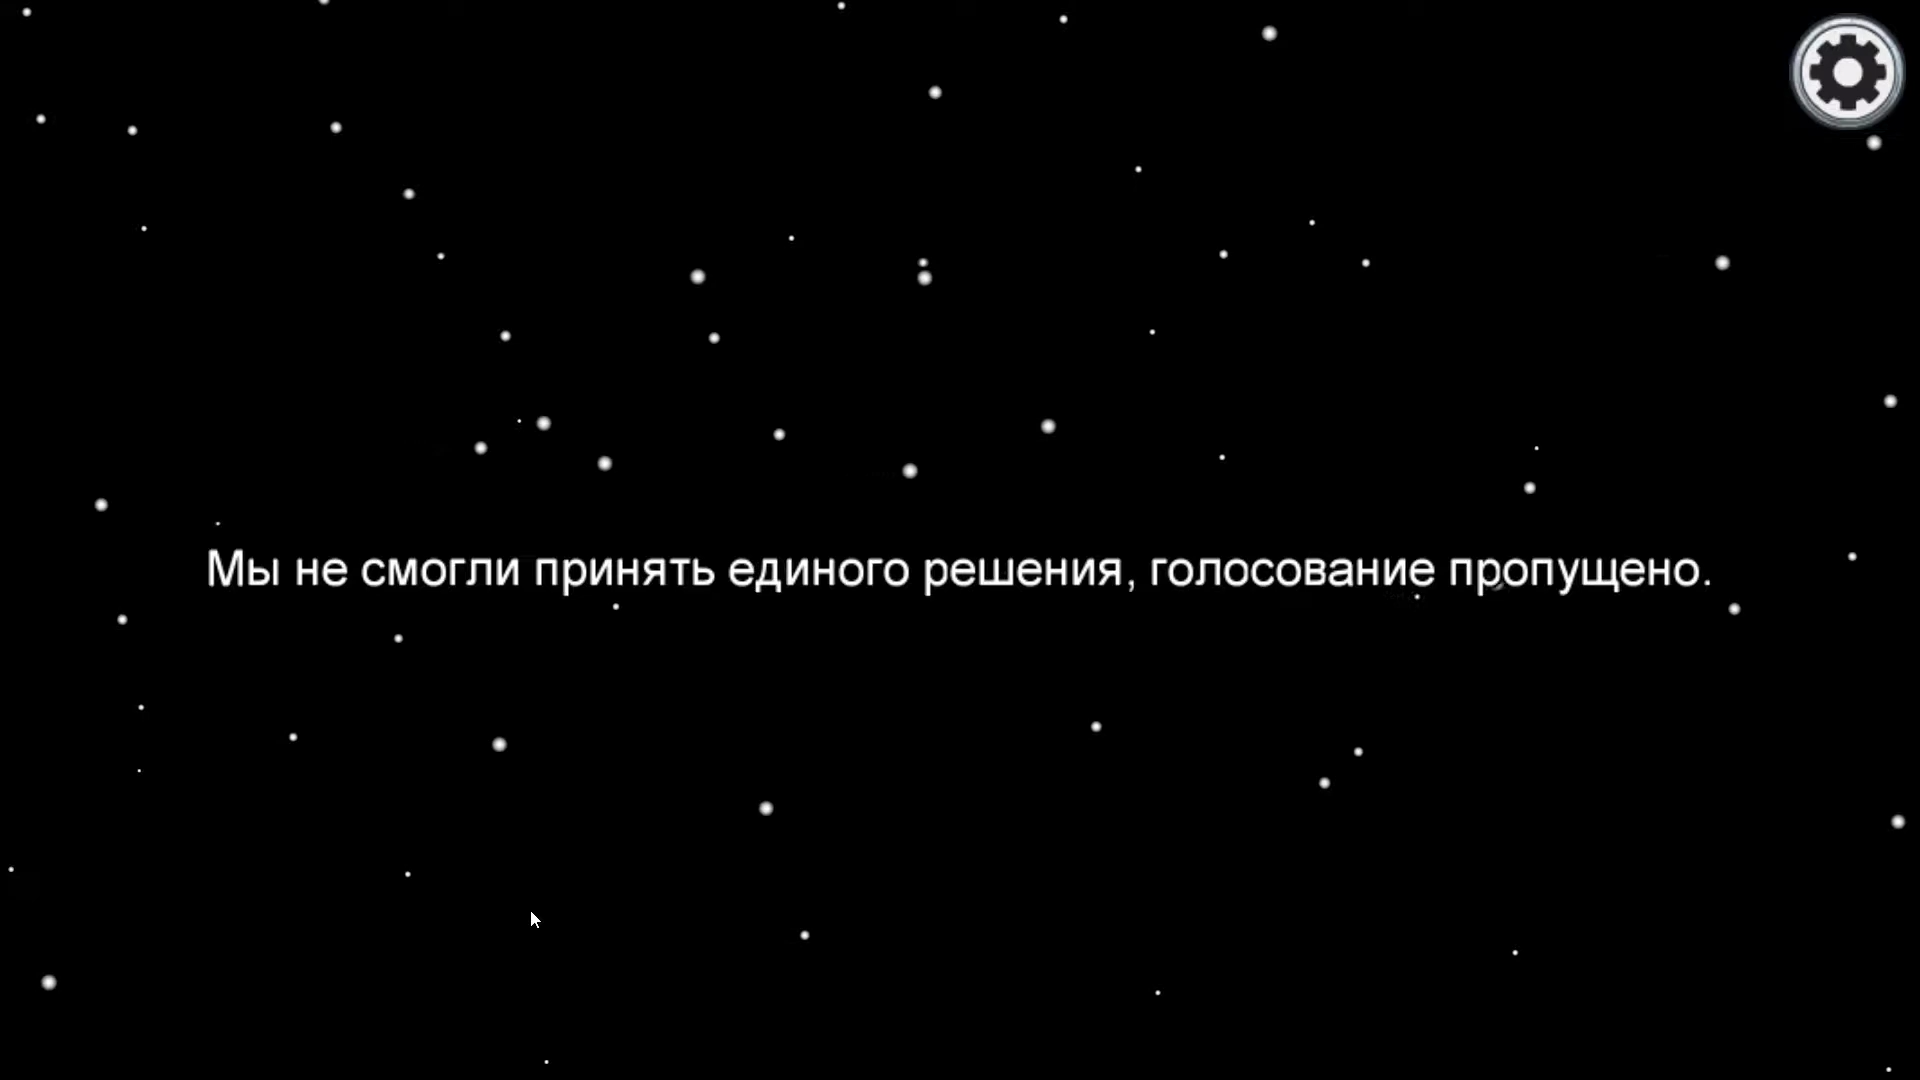 Мы не смогли принять единого решения, голосование пропущено.